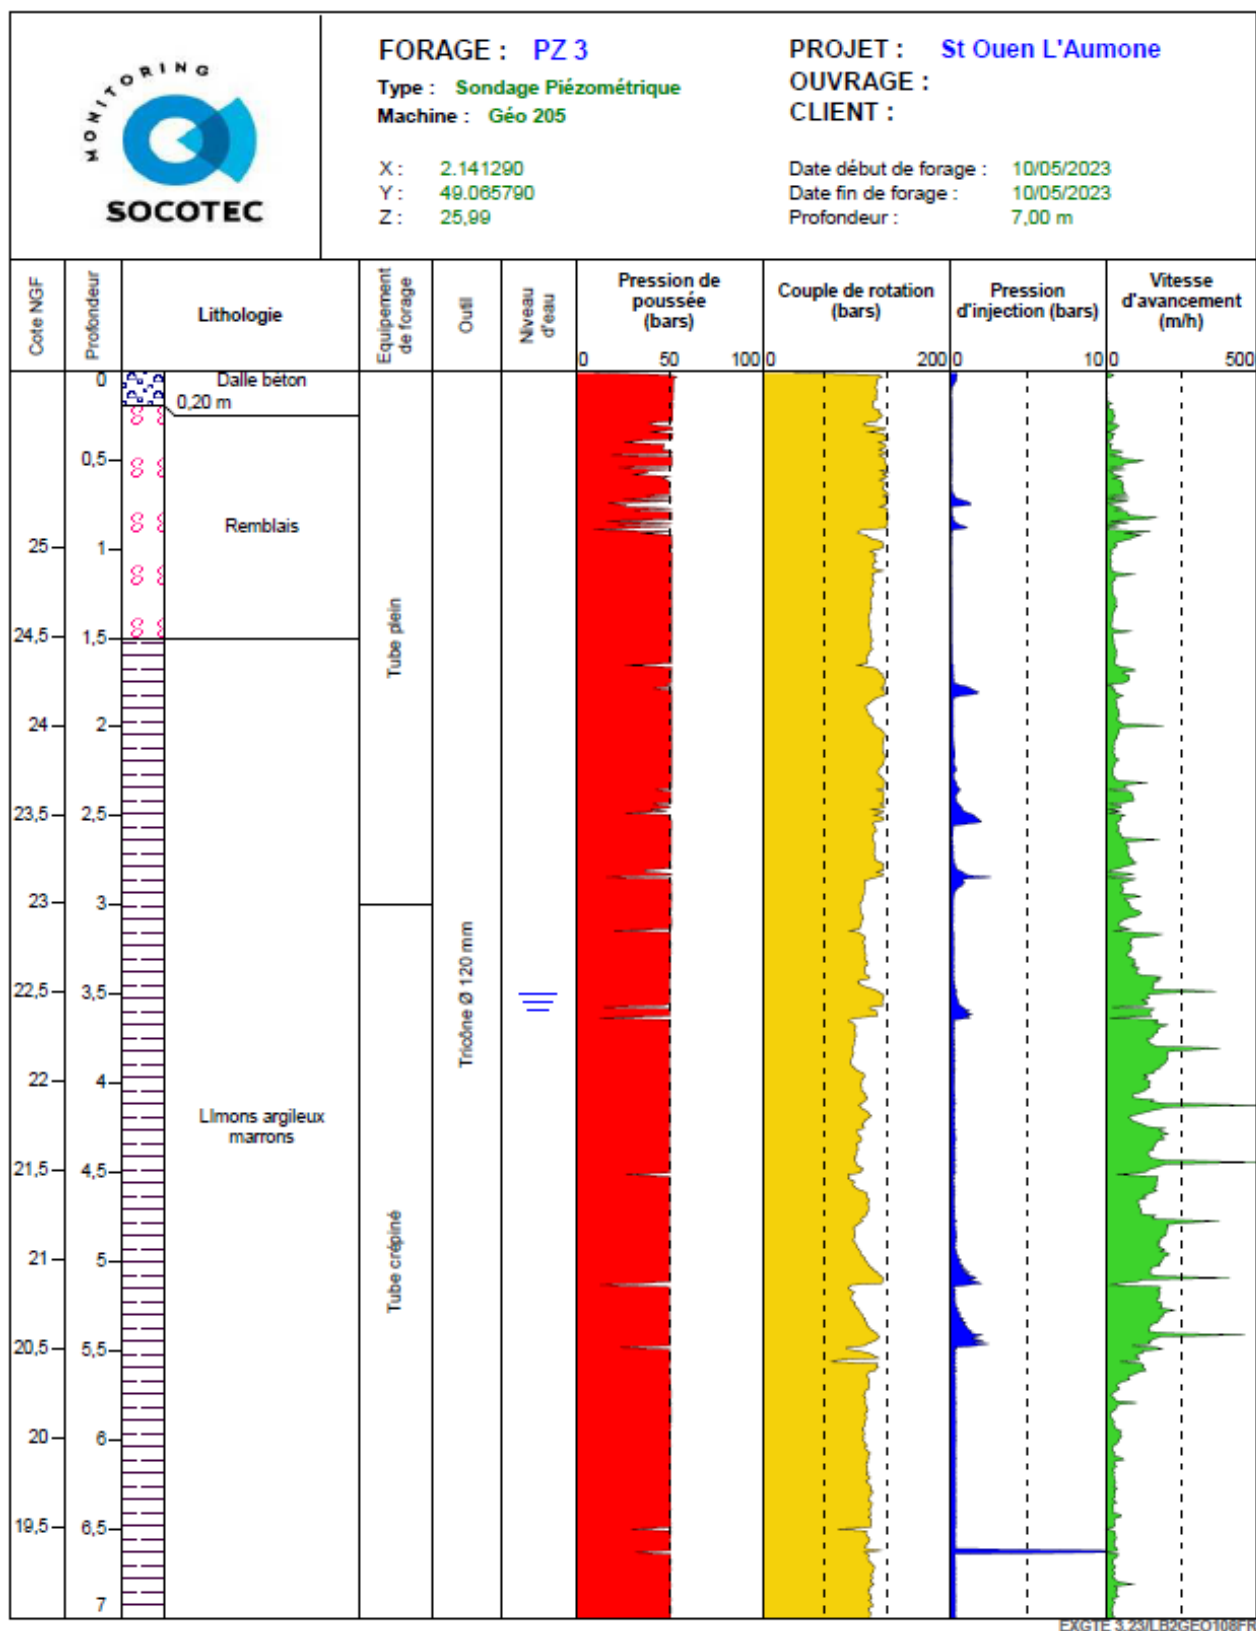 MONITORING
SOCOTEC
FORAGE : PZ 3
Type : Sondage Piézométrique
Machine : Géo 205
X : 2.141290
Y : 49.065790
Z : 25,99
PROJET : St Ouen L'Aumone
OUVRAGE :
CLIENT :
Date début de forage : 10/05/2023
Date fin de forage : 10/05/2023
Profondeur : 7,00 m
Cote NGF
Profondeur
Lithologie
Equipement de forage
Outil
Niveau d'eau
Pression de
poussée
(bars)
0 50 100
Couple de rotation
(bars)
0 200
Pression
d'injection (bars)
0 10
Vitesse
d'avancement
(m/h)
0 500
25
24,5
24
23,5
23
22,5
22
21,5
21
20,5
20
19,5
0
0,5
1
1,5
2
2,5
3
3,5
4
4,5
5
5,5
6
6,5
7
Dalle béton
0,20 m
Remblais
LImons argileux
marrons
Tube plein
Tube crépiné
Tricône Ø 120 mm
EXGTE 3.23/LB2GEO108FR